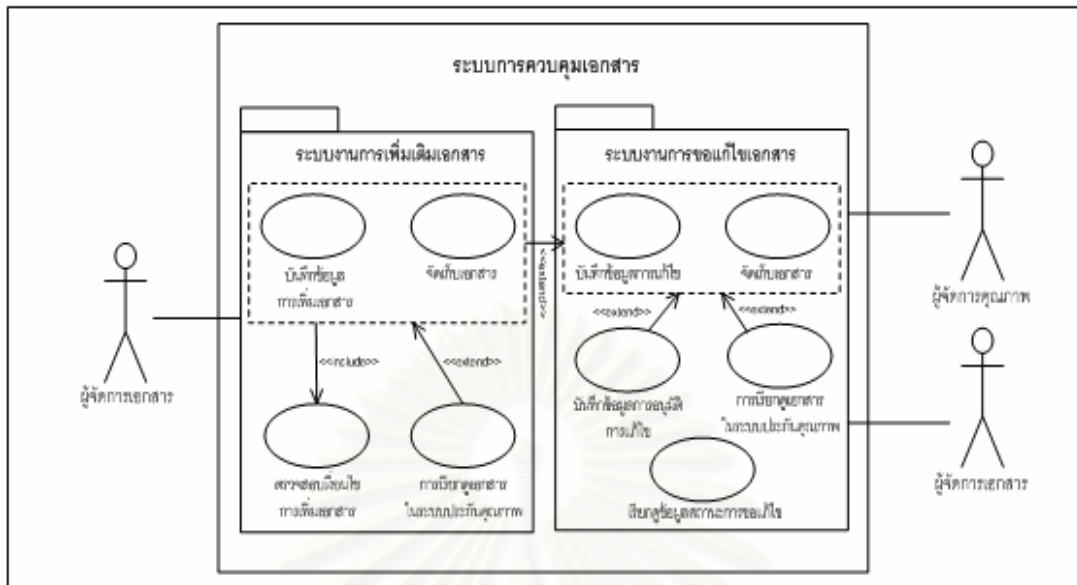 ระบบการควบคุมเอกสาร
ระบบงานการเพิ่มเติมเอกสาร
บันทึกข้อมูล
การเพิ่มเอกสาร
จัดเก็บเอกสาร
<<include>>
<<extend>>
ตรวจสอบเงื่อนไข
การเพิ่มเอกสาร
การเรียกดูเอกสาร
ในระบบประกันคุณภาพ
ผู้จัดการเอกสาร
<<extend>>
ระบบงานการขอแก้ไขเอกสาร
บันทึกข้อมูลการแก้ไข
จัดเก็บเอกสาร
<<extend>>
<<extend>>
บันทึกข้อมูลการอนุมัติ
การแก้ไข
การเรียกดูเอกสาร
ในระบบประกันคุณภาพ
เรียกดูข้อมูลสถานะการขอแก้ไข
ผู้จัดการคุณภาพ
ผู้จัดการเอกสาร